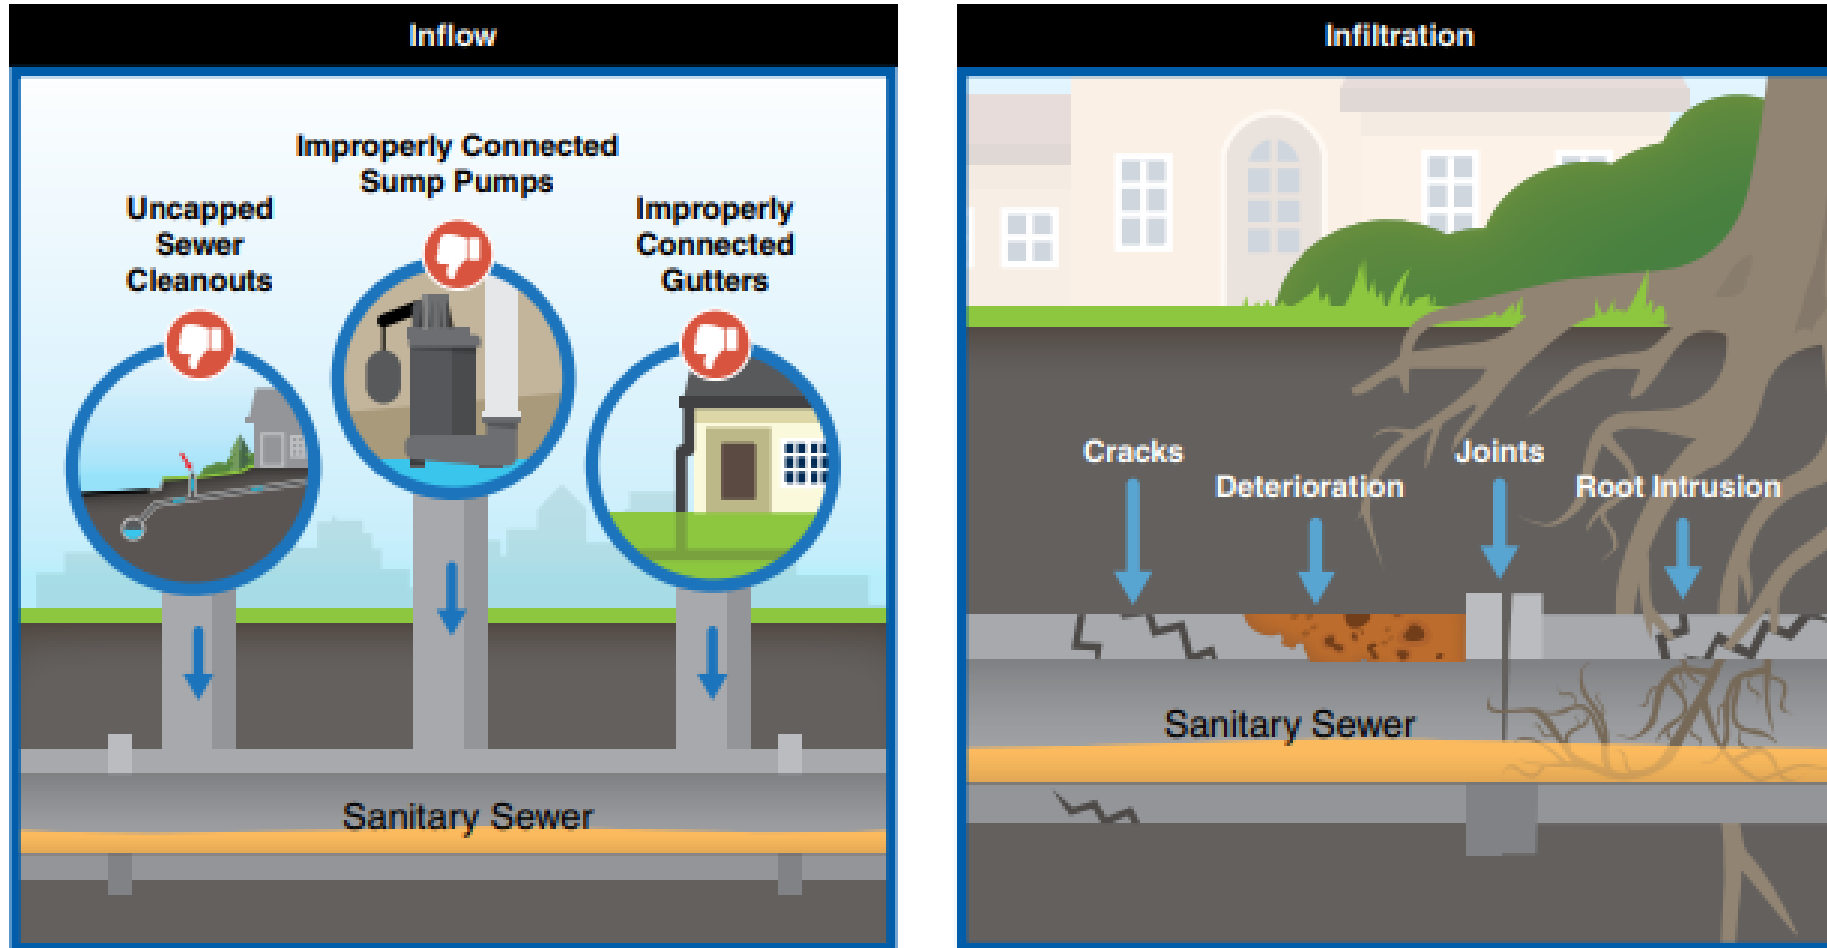 Inflow
Improperly Connected
Sump Pumps
Uncapped
Sewer
Cleanouts
Improperly
Connected
Gutters
Sanitary Sewer
Infiltration
Cracks
Deterioration
Joints
Root Intrusion
Sanitary Sewer